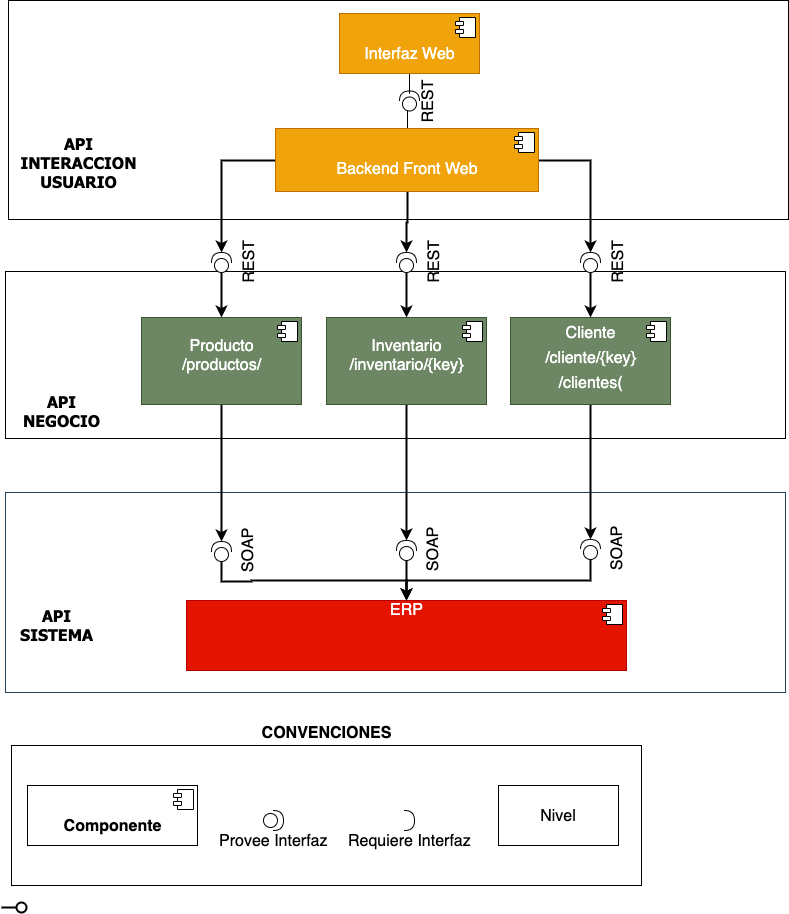 Interfaz Web
REST
API
INTERACCION
USUARIO
Backend Front Web
REST
REST
REST
Producto
/productos/
Inventario
/inventario/{key}
Cliente
/cliente/{key}
/clientes(
API
NEGOCIO
SOAP
SOAP
SOAP
API
SISTEMA
ERP
CONVENCIONES
Componente
Provee Interfaz
Requiere Interfaz
Nivel